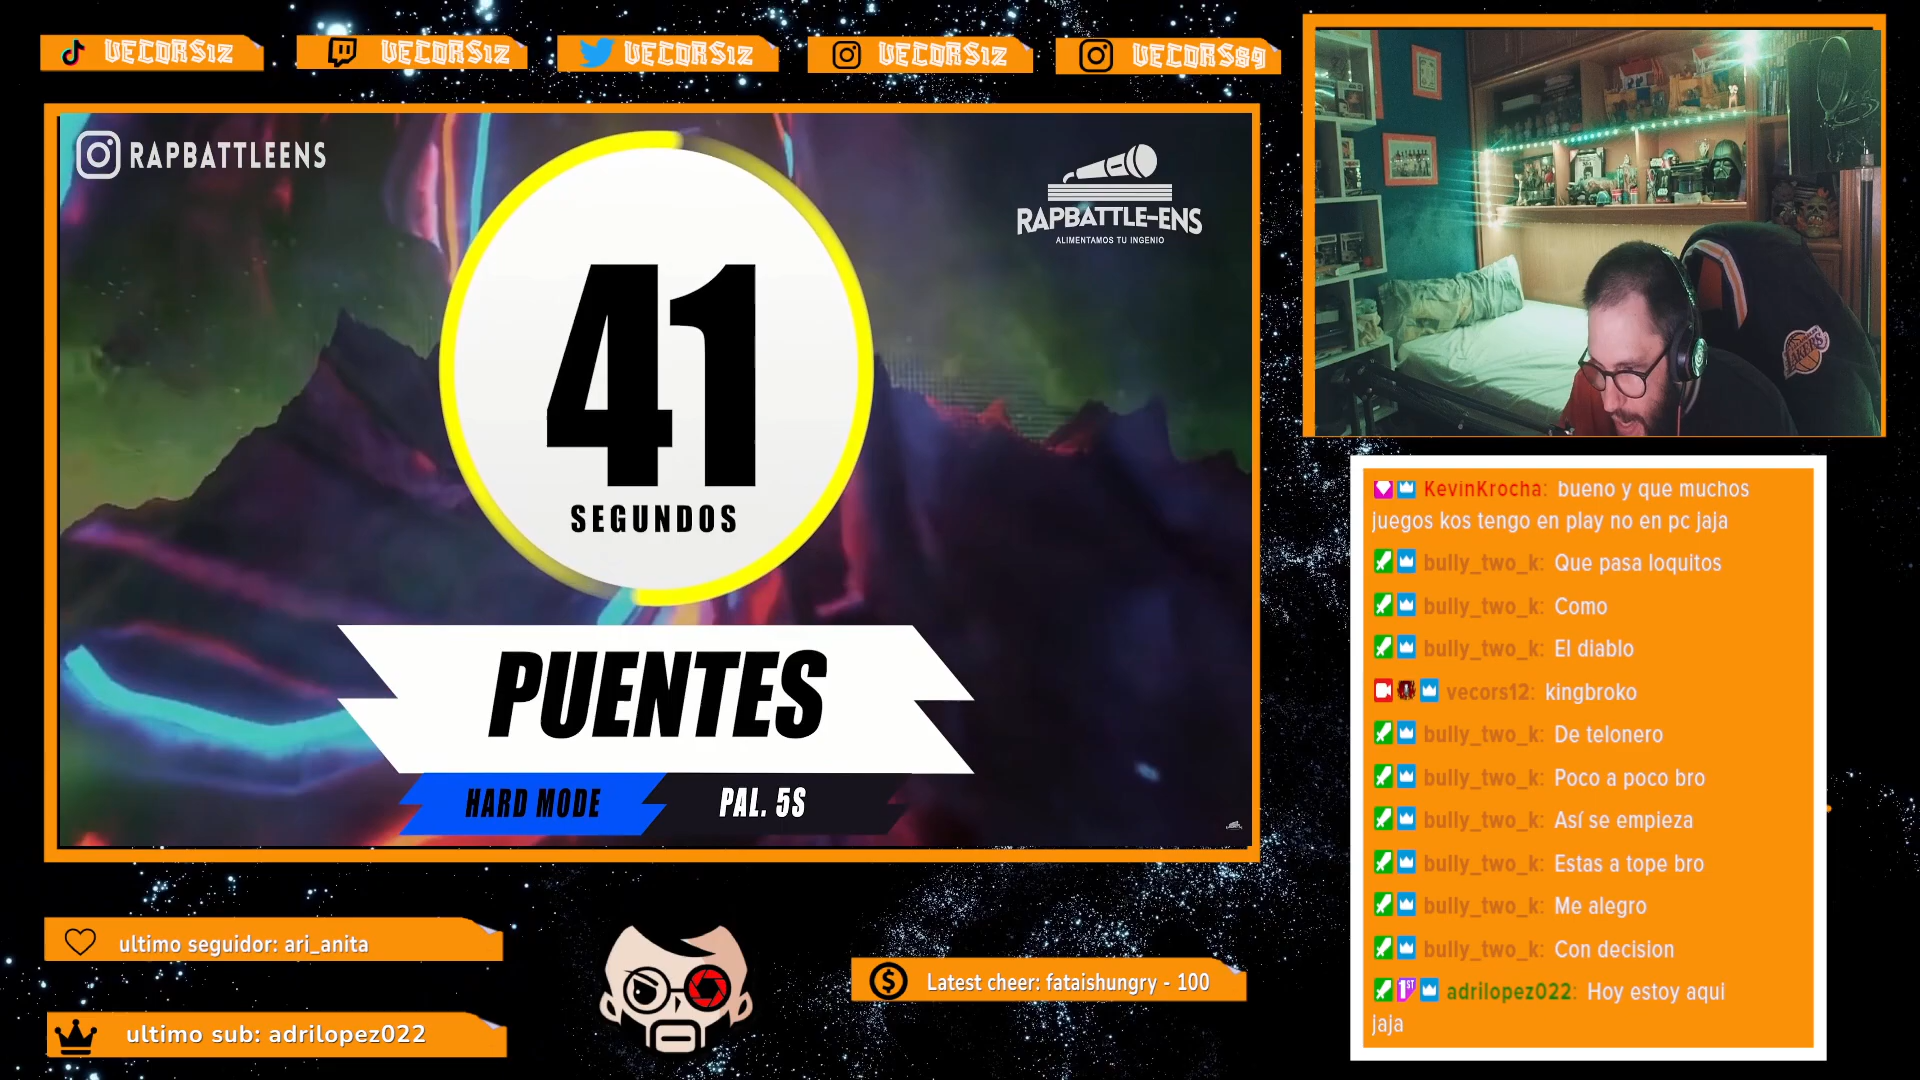 VECORS12
VECORS12
VECORS12
VECORS12
VECORS89
RAPBATTLEENS
RAPBATTLE-ENS
ALIMENTAMOS TU INGENIO
41
SEGUNDOS
PUENTES
HARD MODE
PAL. 5S
LAKERS
KevinKrocha: bueno y que muchos
juegos kos tengo en play no en pc jaja
bully_two_k: Que pasa loquitos
bully_two_k: Como
bully_two_k: El diablo
vecors12: kingbroko
bully_two_k: De telonero
bully_two_k: Poco a poco bro
bully_two_k: Así se empieza
bully_two_k: Estas a tope bro
bully_two_k: Me alegro
bully_two_k: Con decision
1ST adrilopez022: Hoy estoy aqui
jaja
ultimo seguidor: ari_anita
ultimo sub: adrilopez022
Latest cheer: fataishungry - 100